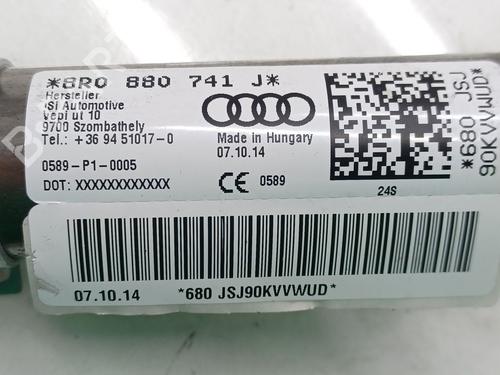 *8R0 880 741 J*
Hersteller
iSi Automotive
Vepi ut 10
9700 Szombathely
Tel.: +36 94 51017-0
Made in Hungary
07.10.14
0589-P1-0005
DOT: XXXXXXXXXXXX
CE 0589
24S
*680 JSJ
90KVVWUD*
07.10.14
*680 JSJ90KVVWUD*